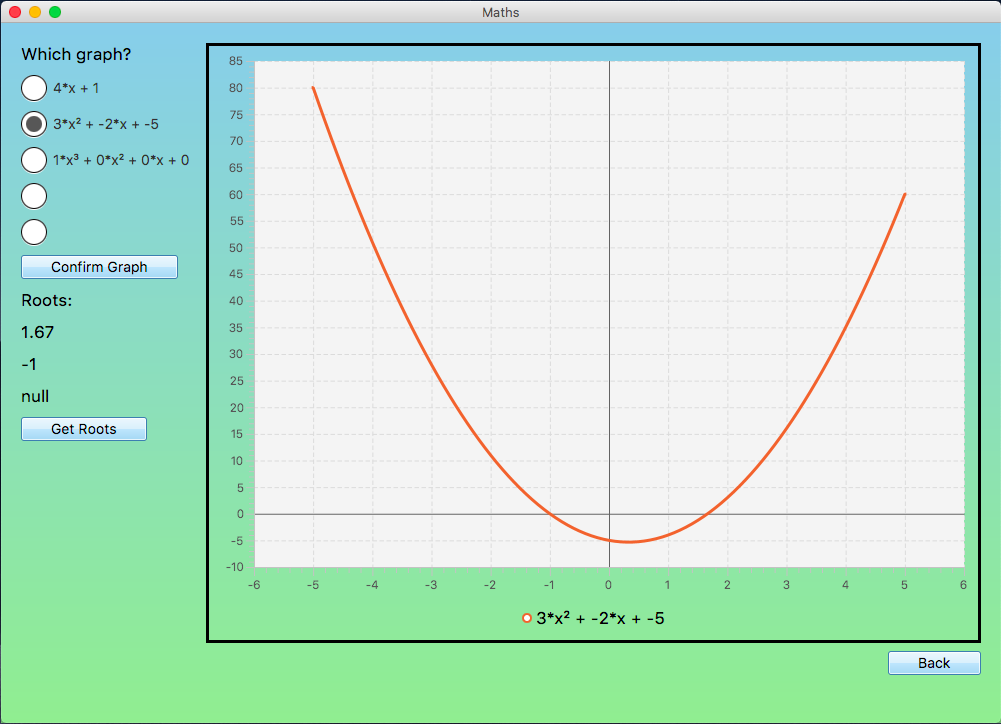 Maths
Which graph?
4*x + 1
3*x² + -2*x + -5
1*x³ + 0*x² + 0*x + 0
Confirm Graph
Roots:
1.67
-1
null
Get Roots
85
80
75
70
65
60
55
50
45
40
35
30
25
20
15
10
5
0
-5
-10
-6 -5 -4 -3 -2 -1 0 1 2 3 4 5 6
3*x² + -2*x + -5
Back